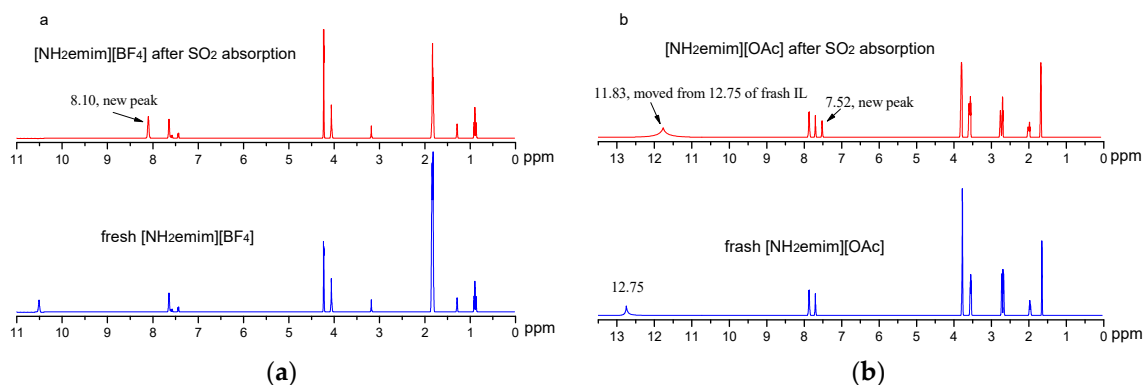 a
[NH2emim][BF4] after SO2 absorption
8.10, new peak
11 10 9 8 7 6 5 4 3 2 1 0 ppm
fresh [NH2emim][BF4]
11 10 9 8 7 6 5 4 3 2 1 0 ppm
(a)
b
[NH2emim][OAc] after SO2 absorption
11.83, moved from 12.75 of frash IL
7.52, new peak
13 12 11 10 9 8 7 6 5 4 3 2 1 0 ppm
frash [NH2emim][OAc]
12.75
13 12 11 10 9 8 7 6 5 4 3 2 1 0 ppm
(b)